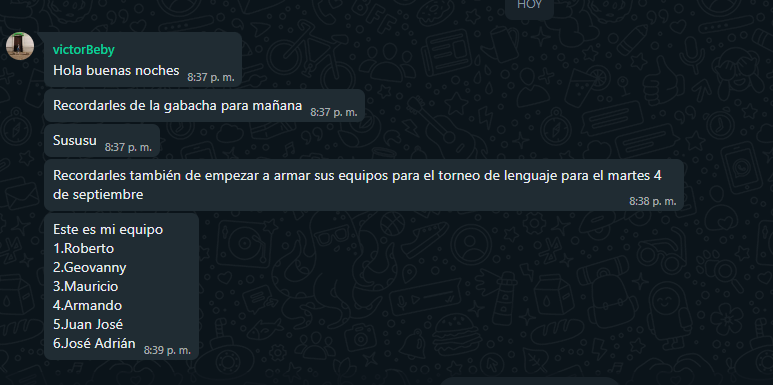 HOY
victorBeby
Hola buenas noches 8:37 p. m.
Recordarles de la gabacha para mañana 8:37 p. m.
Sususu 8:37 p. m.
Recordarles también de empezar a armar sus equipos para el torneo de lenguaje para el martes 4
de septiembre 8:38 p. m.
Este es mi equipo
1.Roberto
2.Geovanny
3.Mauricio
4.Armando
5.Juan José
6.José Adrián 8:39 p. m.